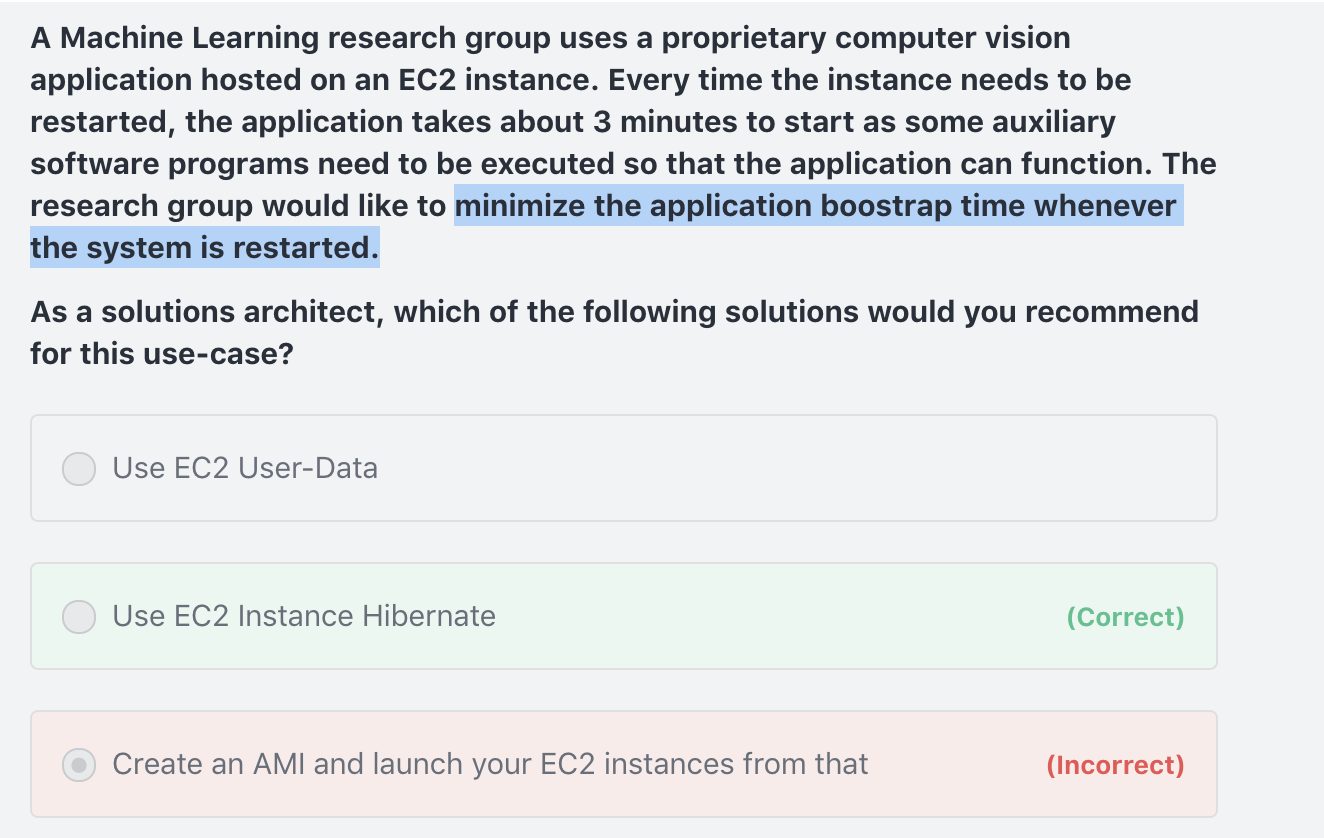 A Machine Learning research group uses a proprietary computer vision
application hosted on an EC2 instance. Every time the instance needs to be
restarted, the application takes about 3 minutes to start as some auxiliary
software programs need to be executed so that the application can function. The
research group would like to minimize the application boostrap time whenever
the system is restarted.
As a solutions architect, which of the following solutions would you recommend
for this use-case?
Use EC2 User-Data
Use EC2 Instance Hibernate (Correct)
Create an AMI and launch your EC2 instances from that (Incorrect)